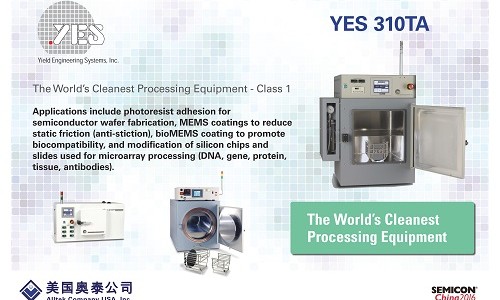 YES
YES 310TA
Yield Engineering Systems, Inc.
The World's Cleanest Processing Equipment - Class 1
Applications include photoresist adhesion for
semiconductor wafer fabrication, MEMS coatings to reduce
static friction (anti-stiction), bioMEMS coating to promote
biocompatibility, and modification of silicon chips and
slides used for microarray processing (DNA, gene, protein,
tissue, antibodies).
The World's Cleanest
Processing Equipment
美国奥泰公司
Alltek Company USA, Inc.
SEMICON
China2016